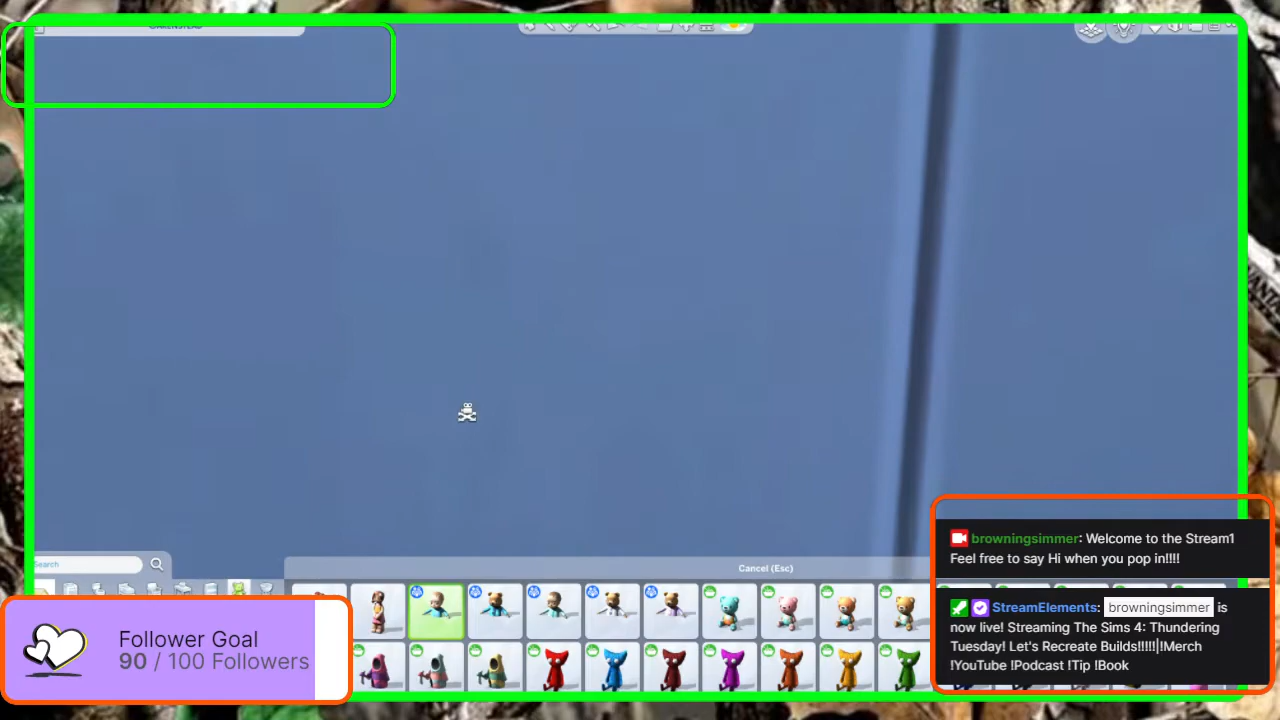 Search
Cancel (Esc)
Follower Goal
90 / 100 Followers
browningsimmer: Welcome to the Stream1
Feel free to say Hi when you pop in!!!!
StreamElements: browningsimmer is
now live! Streaming The Sims 4: Thundering
Tuesday! Let's Recreate Builds!!!!!|!Merch
!YouTube !Podcast !Tip !Book